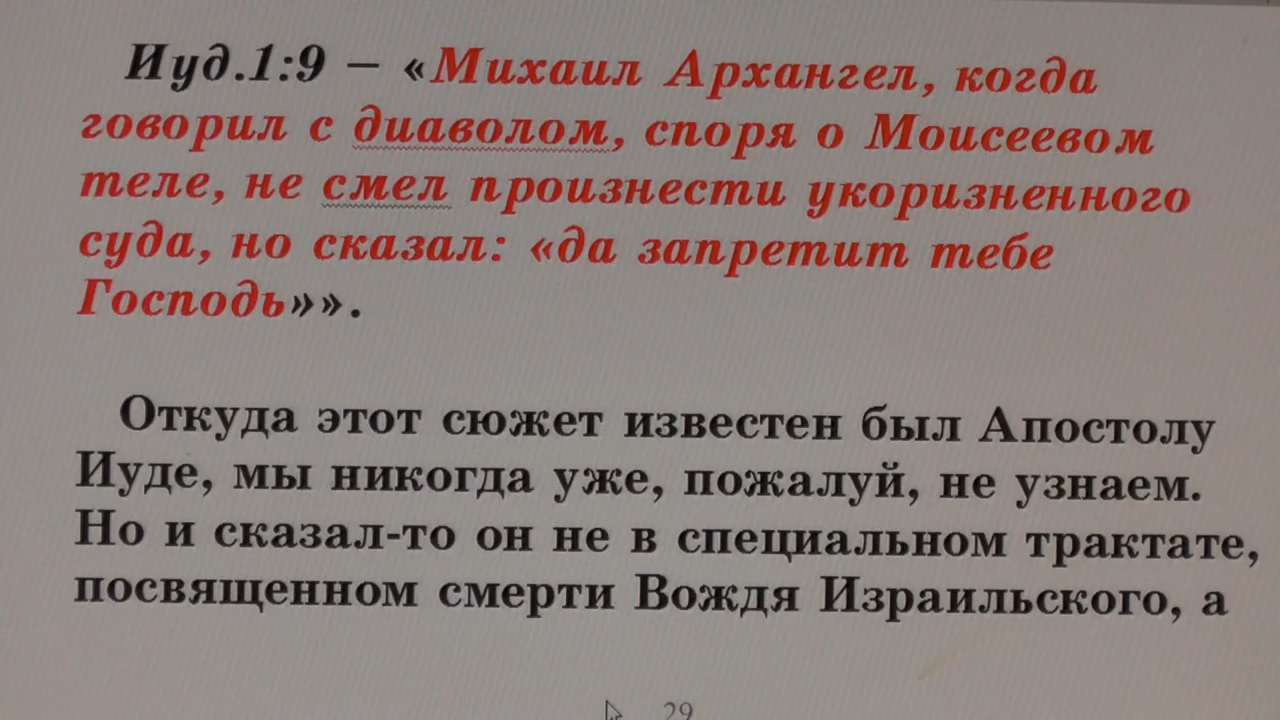 Иуд.1:9 – «Михаил Архангел, когда
говорил с диаволом, споря о Моисеевом
теле, не смел произнести укоризненного
суда, но сказал: «да запретит тебе
Господь»».
Откуда этот сюжет известен был Апостолу
Иуде, мы никогда уже, пожалуй, не узнаем.
Но и сказал-то он не в специальном трактате,
посвященном смерти Вождя Израильского, а
29